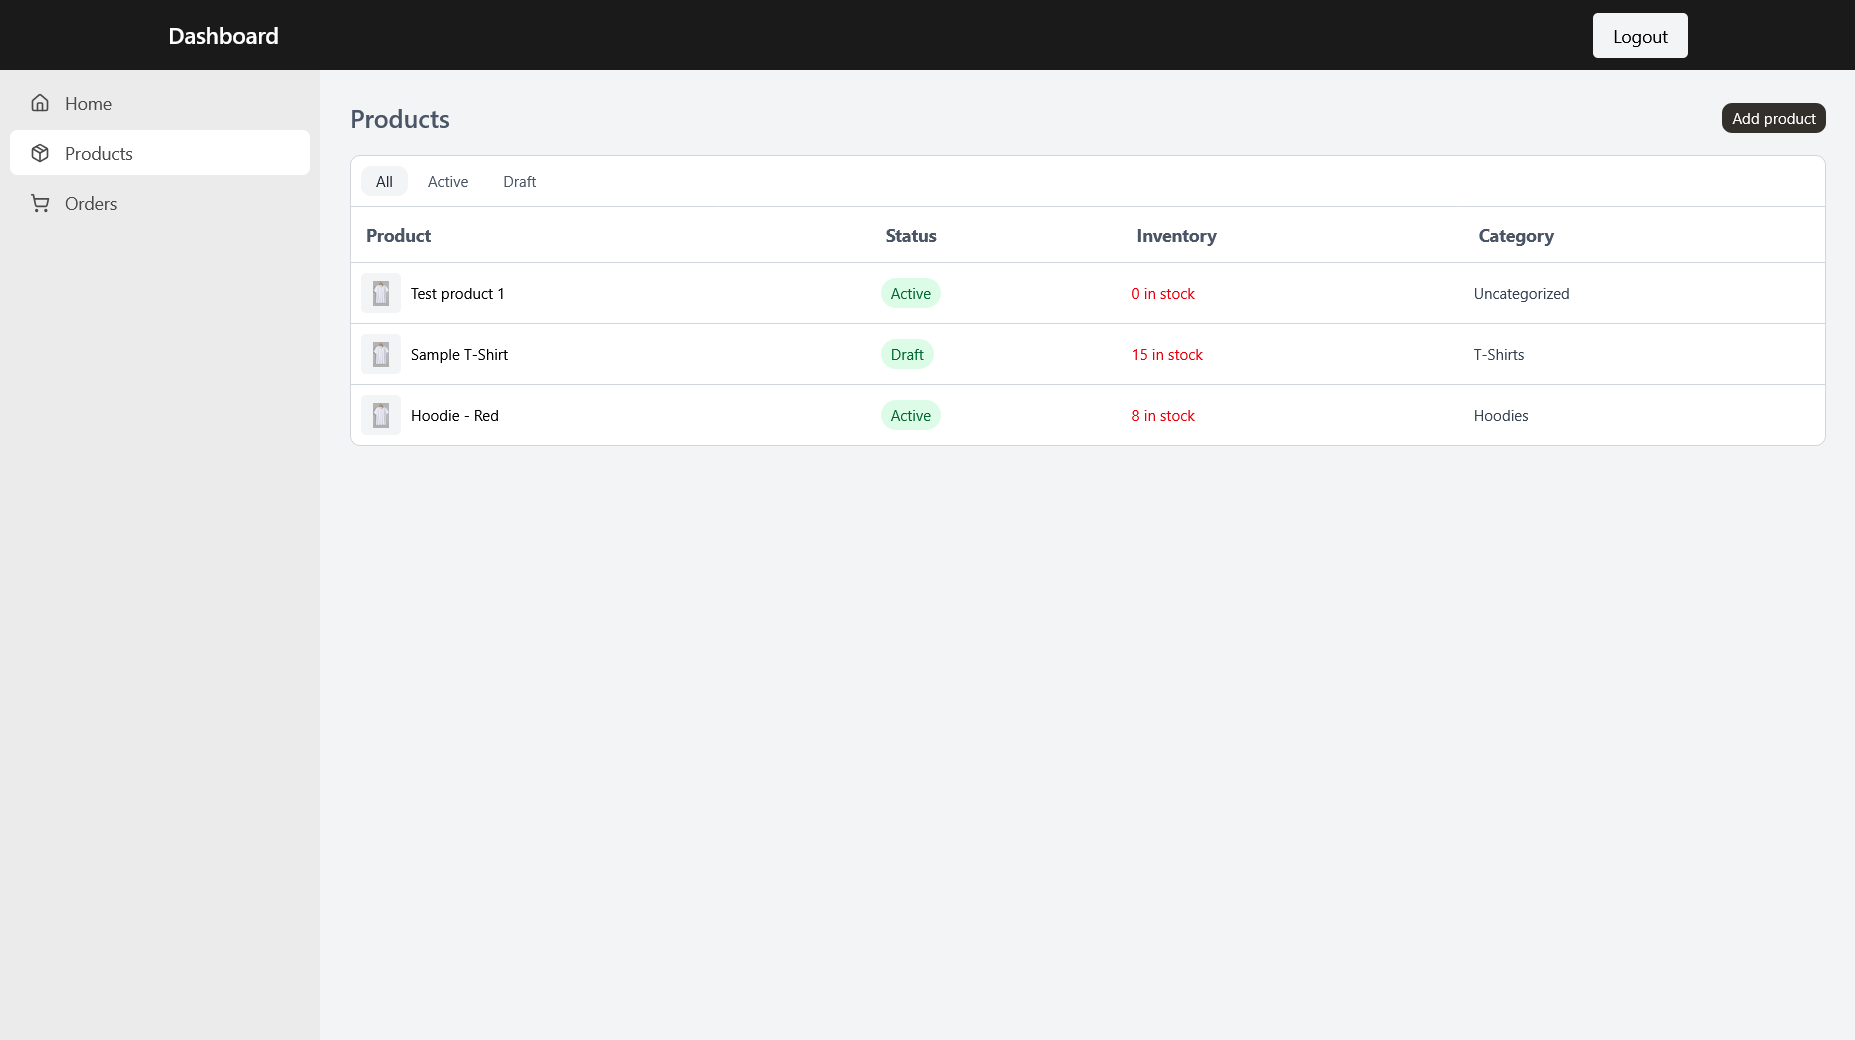 Dashboard
Logout
Home
Products
Orders
Products
Add product
All Active Draft
Product Status Inventory Category
Test product 1 Active 0 in stock Uncategorized
Sample T-Shirt Draft 15 in stock T-Shirts
Hoodie - Red Active 8 in stock Hoodies